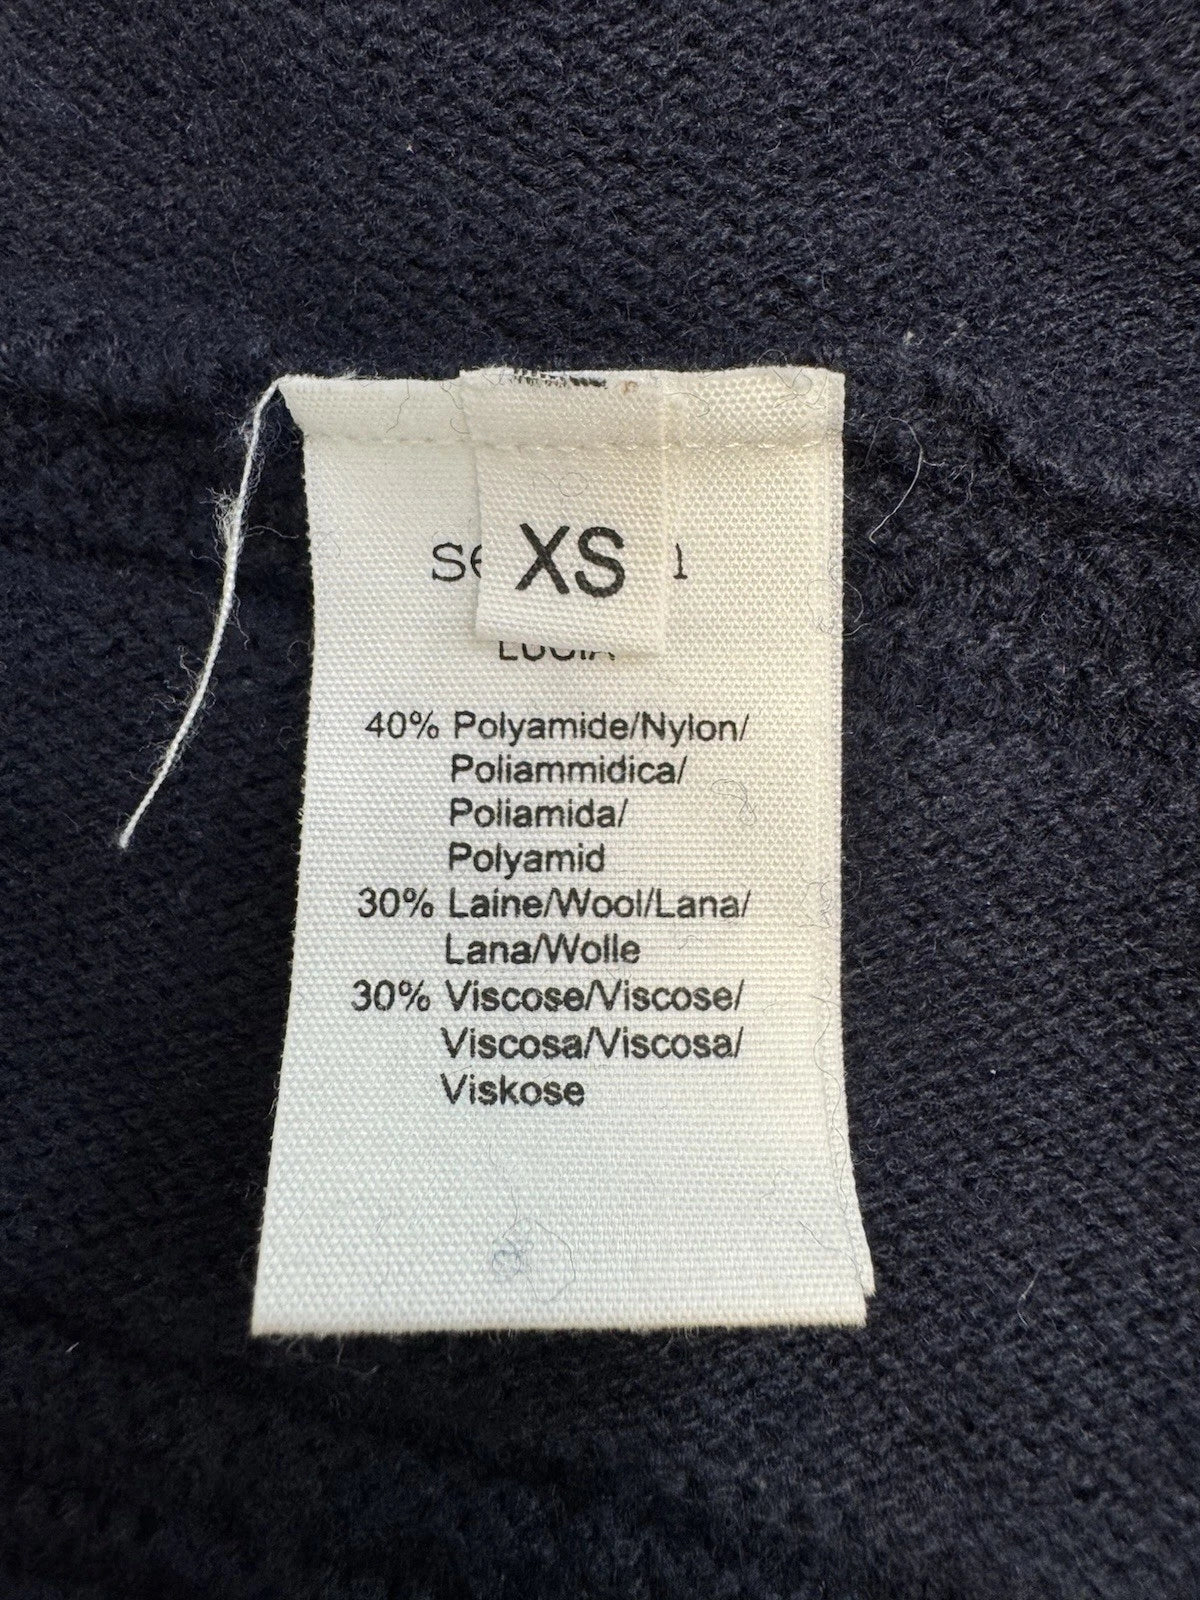 XS
LUCIA
40% Polyamide/Nylon/
Poliammidica/
Poliamida/
Polyamid
30% Laine/Wool/Lana/
Lana/Wolle
30% Viscose/Viscose/
Viscosa/Viscosa/
Viskose